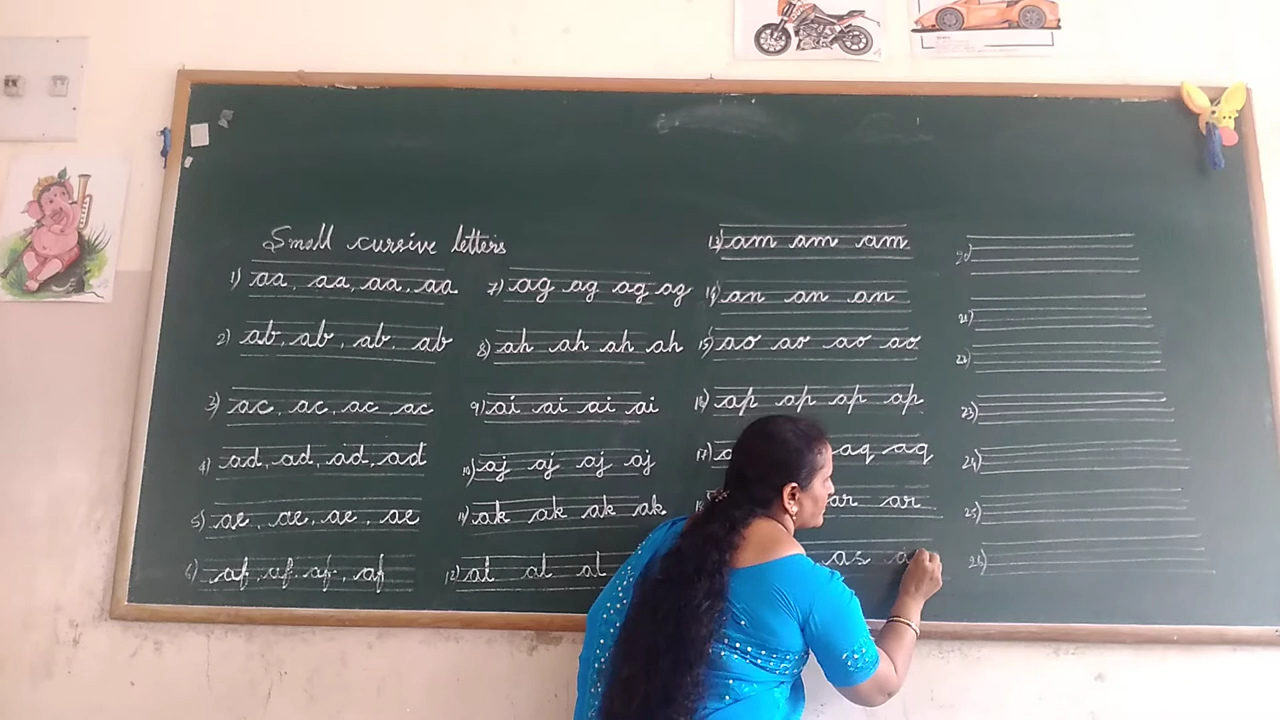 Small cursive letters
1) aa, aa, aa, aa
2) ab, ab, ab, ab
3) ac, ac, ac, ac
4) ad, ad, ad, ad
5) ae, ae, ae, ae
6) af, af, af, af
7) ag ag ag ag
8) ah ah ah ah
9) ai ai ai ai
10) aj aj aj aj
11) ak ak ak ak
12) al al al
13) am am am
14) an an an
15) ao ao ao ao
16) ap ap ap ap
17) aq aq
18) ar ar
as
20)
21)
22)
23)
24)
25)
26)